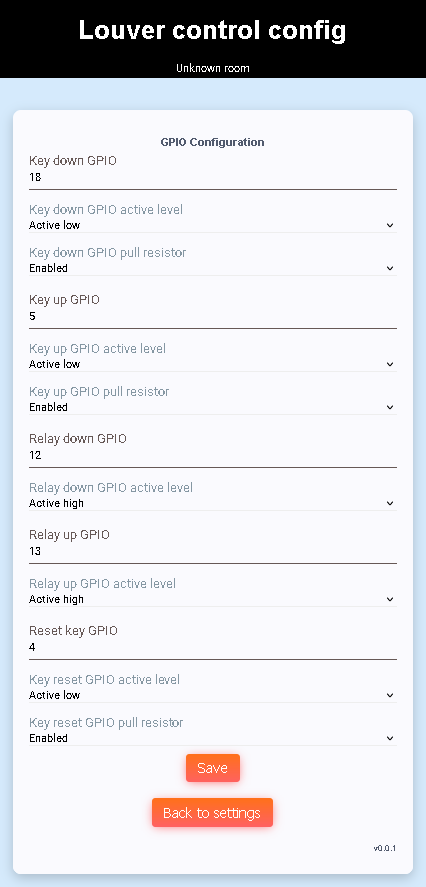 Louver control config
Unknown room
GPIO Configuration
Key down GPIO
18
Key down GPIO active level
Active low
Key down GPIO pull resistor
Enabled
Key up GPIO
5
Key up GPIO active level
Active low
Key up GPIO pull resistor
Enabled
Relay down GPIO
12
Relay down GPIO active level
Active high
Relay up GPIO
13
Relay up GPIO active level
Active high
Reset key GPIO
4
Key reset GPIO active level
Active low
Key reset GPIO pull resistor
Enabled
Save
Back to settings
v0.0.1